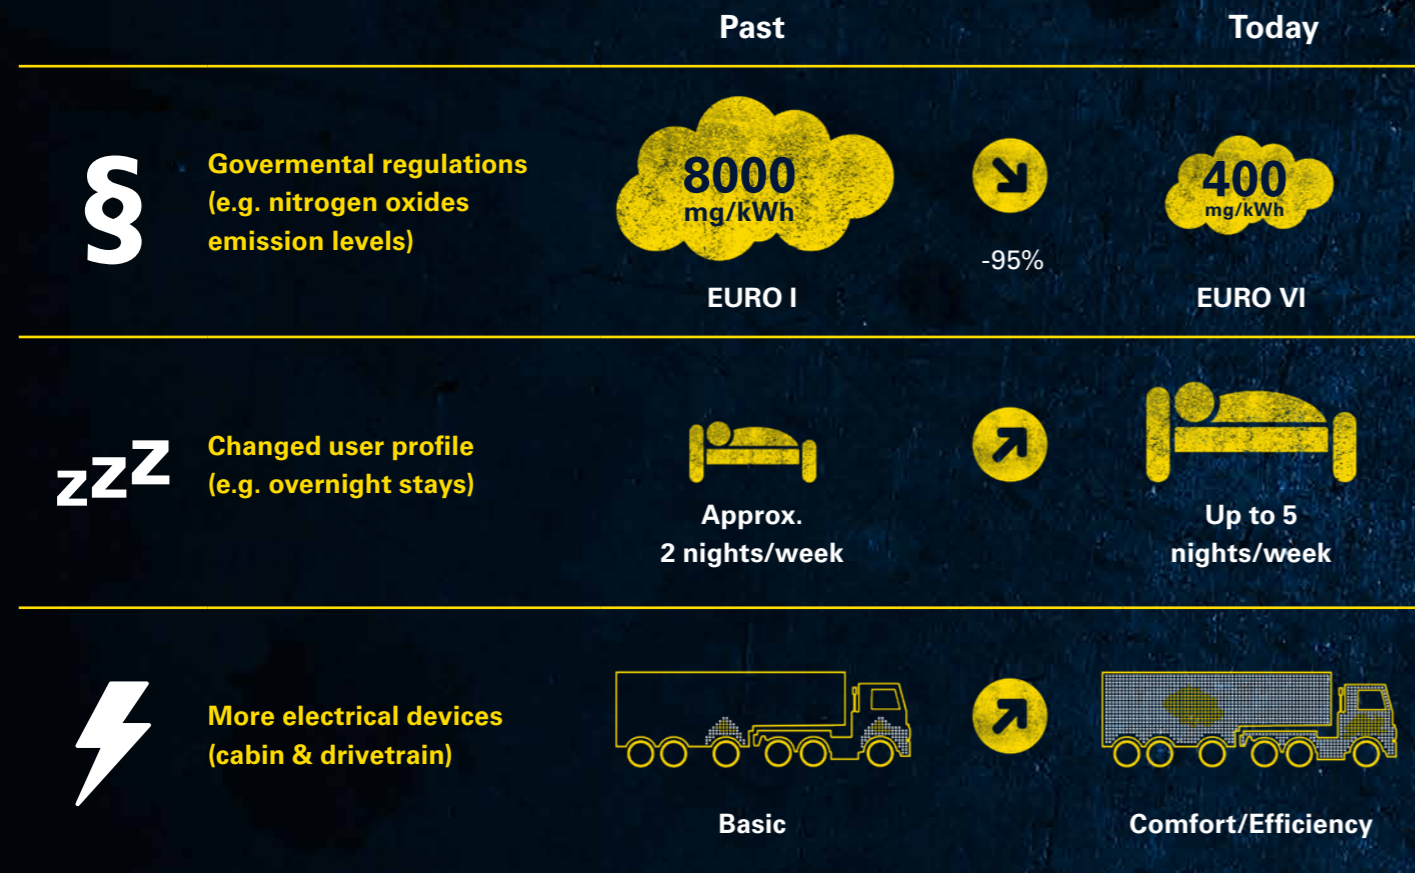 Past
Today
§
Govermental regulations
(e.g. nitrogen oxides
emission levels)
8000
mg/kWh
EURO I
-95%
400
mg/kWh
EURO VI
zzZ
Changed user profile
(e.g. overnight stays)
Approx.
2 nights/week
Up to 5
nights/week
More electrical devices
(cabin & drivetrain)
Basic
Comfort/Efficiency